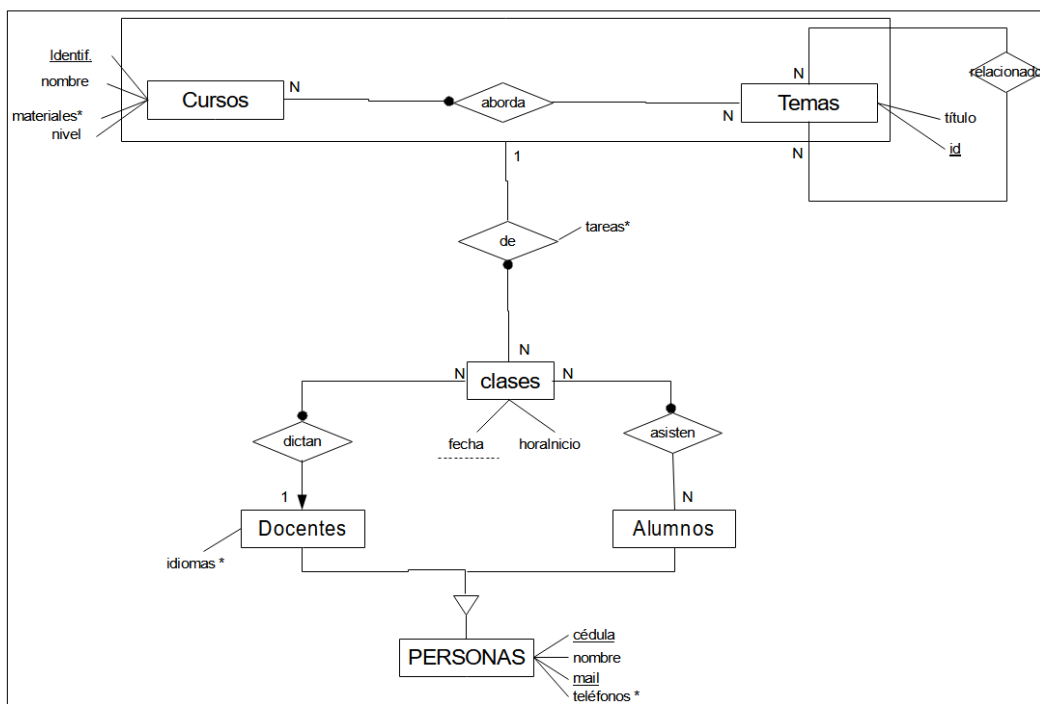 Identif.
nombre
materiales*
nivel
Cursos
N
aborda
N
Temas
N
N
relacionado
título
id
1
de
tareas*
N
clases
N
N
fecha
horaInicio
dictan
asisten
1
N
Docentes
Alumnos
idiomas *
PERSONAS
cédula
nombre
mail
teléfonos *